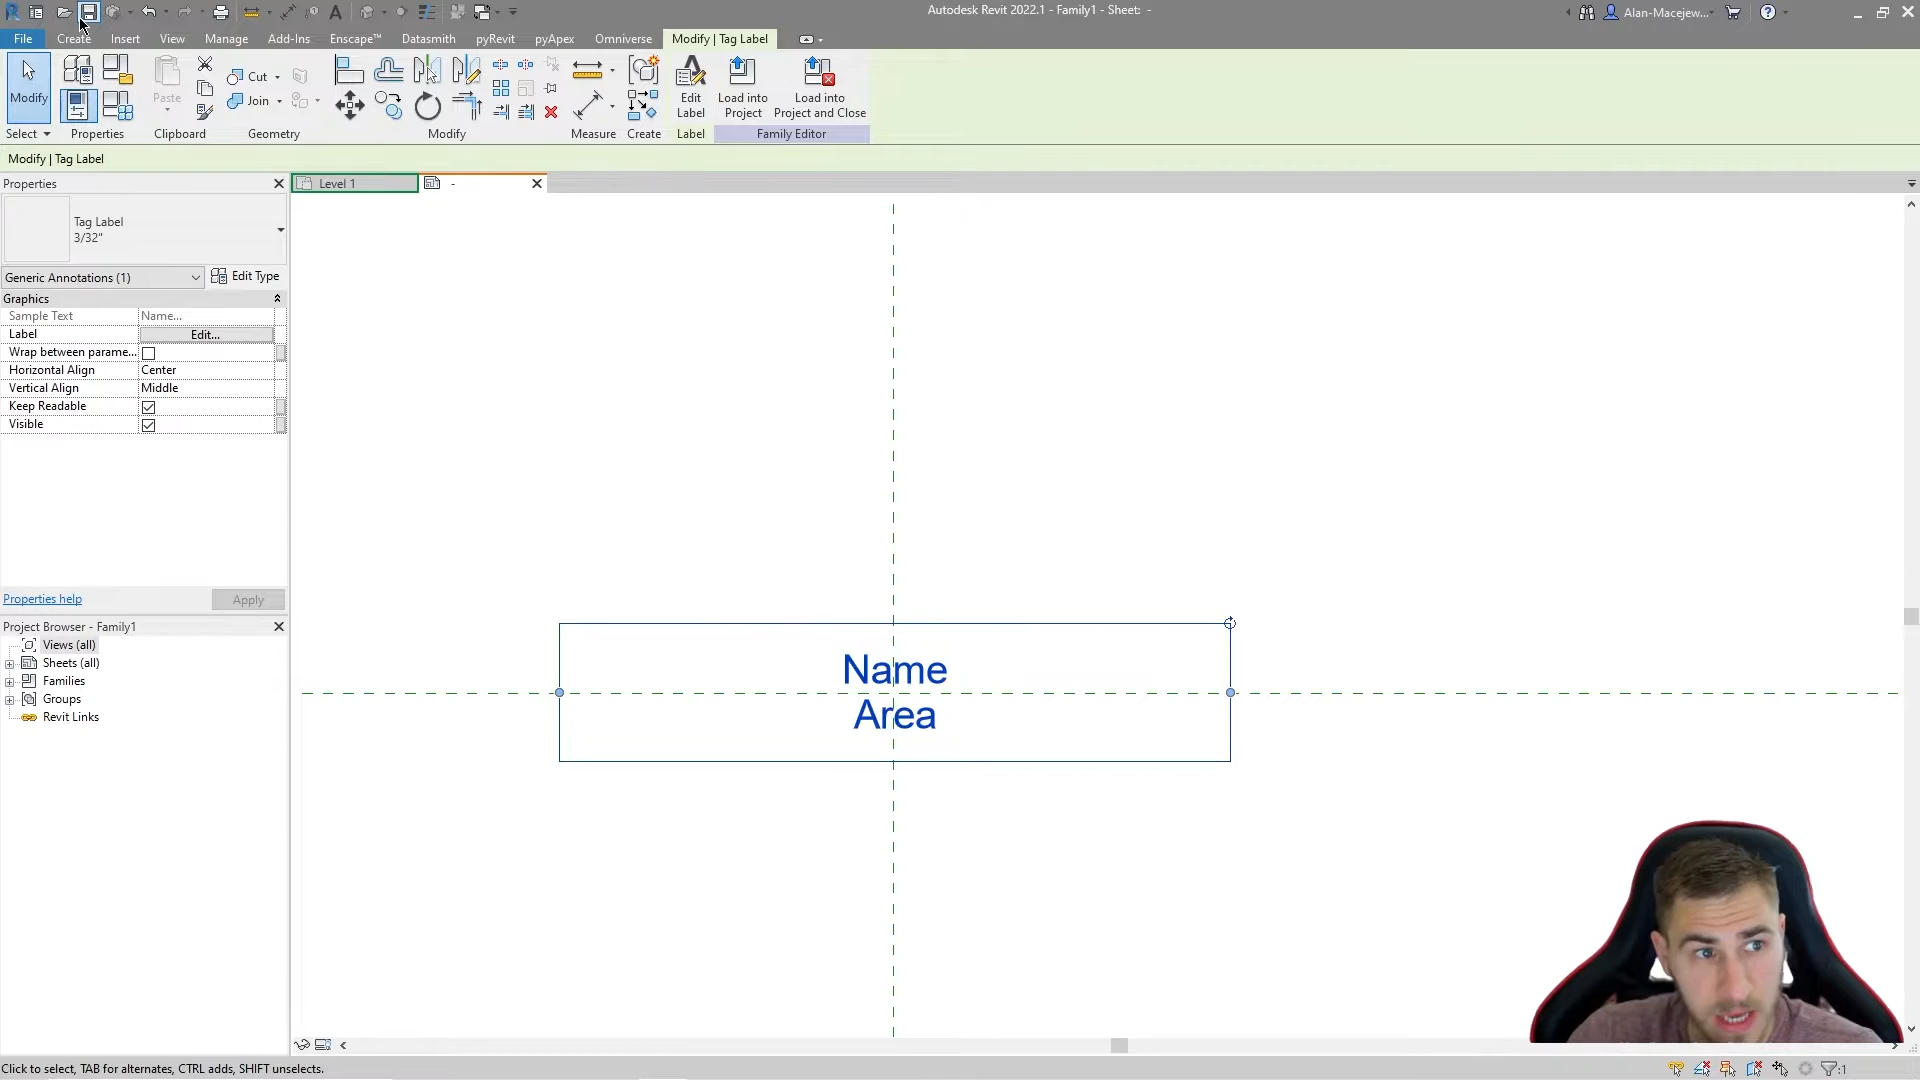 Autodesk Revit 2022.1 - Family1 - Sheet: -
Alan-Macejew...
File
Create
Insert
View
Manage
Add-Ins
Enscape™
Datasmith
pyRevit
pyApex
Omniverse
Modify | Tag Label
Modify
Paste
Cut
Join
Edit
Label
Load into
Project
Load into
Project and Close
Select
Properties
Clipboard
Geometry
Modify
Measure
Create
Label
Family Editor
Modify | Tag Label
Properties
Level 1
-
Tag Label
3/32"
Generic Annotations (1)
Edit Type
Graphics
Sample Text
Name...
Label
Edit...
Wrap between parame...
Horizontal Align
Center
Vertical Align
Middle
Keep Readable
Visible
Properties help
Apply
Project Browser - Family1
Views (all)
Sheets (all)
Families
Groups
Revit Links
Name
Area
Click to select, TAB for alternates, CTRL adds, SHIFT unselects.
:1